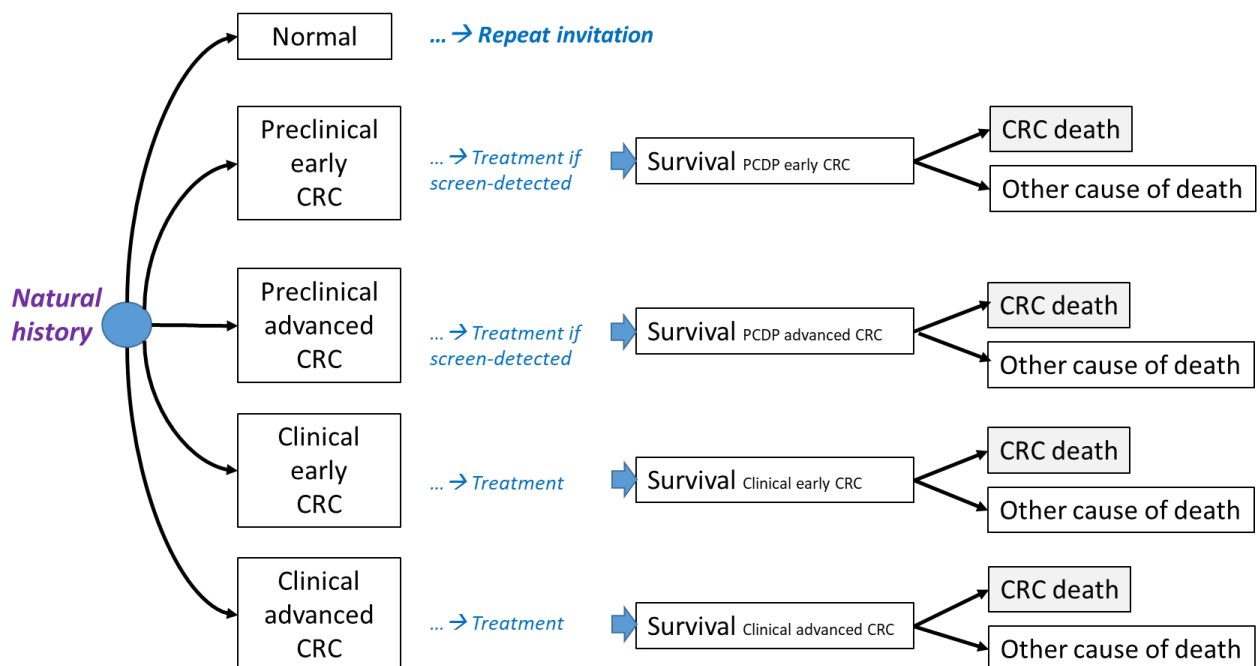 Normal
... → Repeat invitation
Preclinical
early
CRC
... → Treatment if
screen-detected
Survival PCDP early CRC
CRC death
Other cause of death
Natural
history
Preclinical
advanced
CRC
... → Treatment if
screen-detected
Survival PCDP advanced CRC
CRC death
Other cause of death
Clinical
early
CRC
... → Treatment
Survival Clinical early CRC
CRC death
Other cause of death
Clinical
advanced
CRC
... → Treatment
Survival Clinical advanced CRC
CRC death
Other cause of death